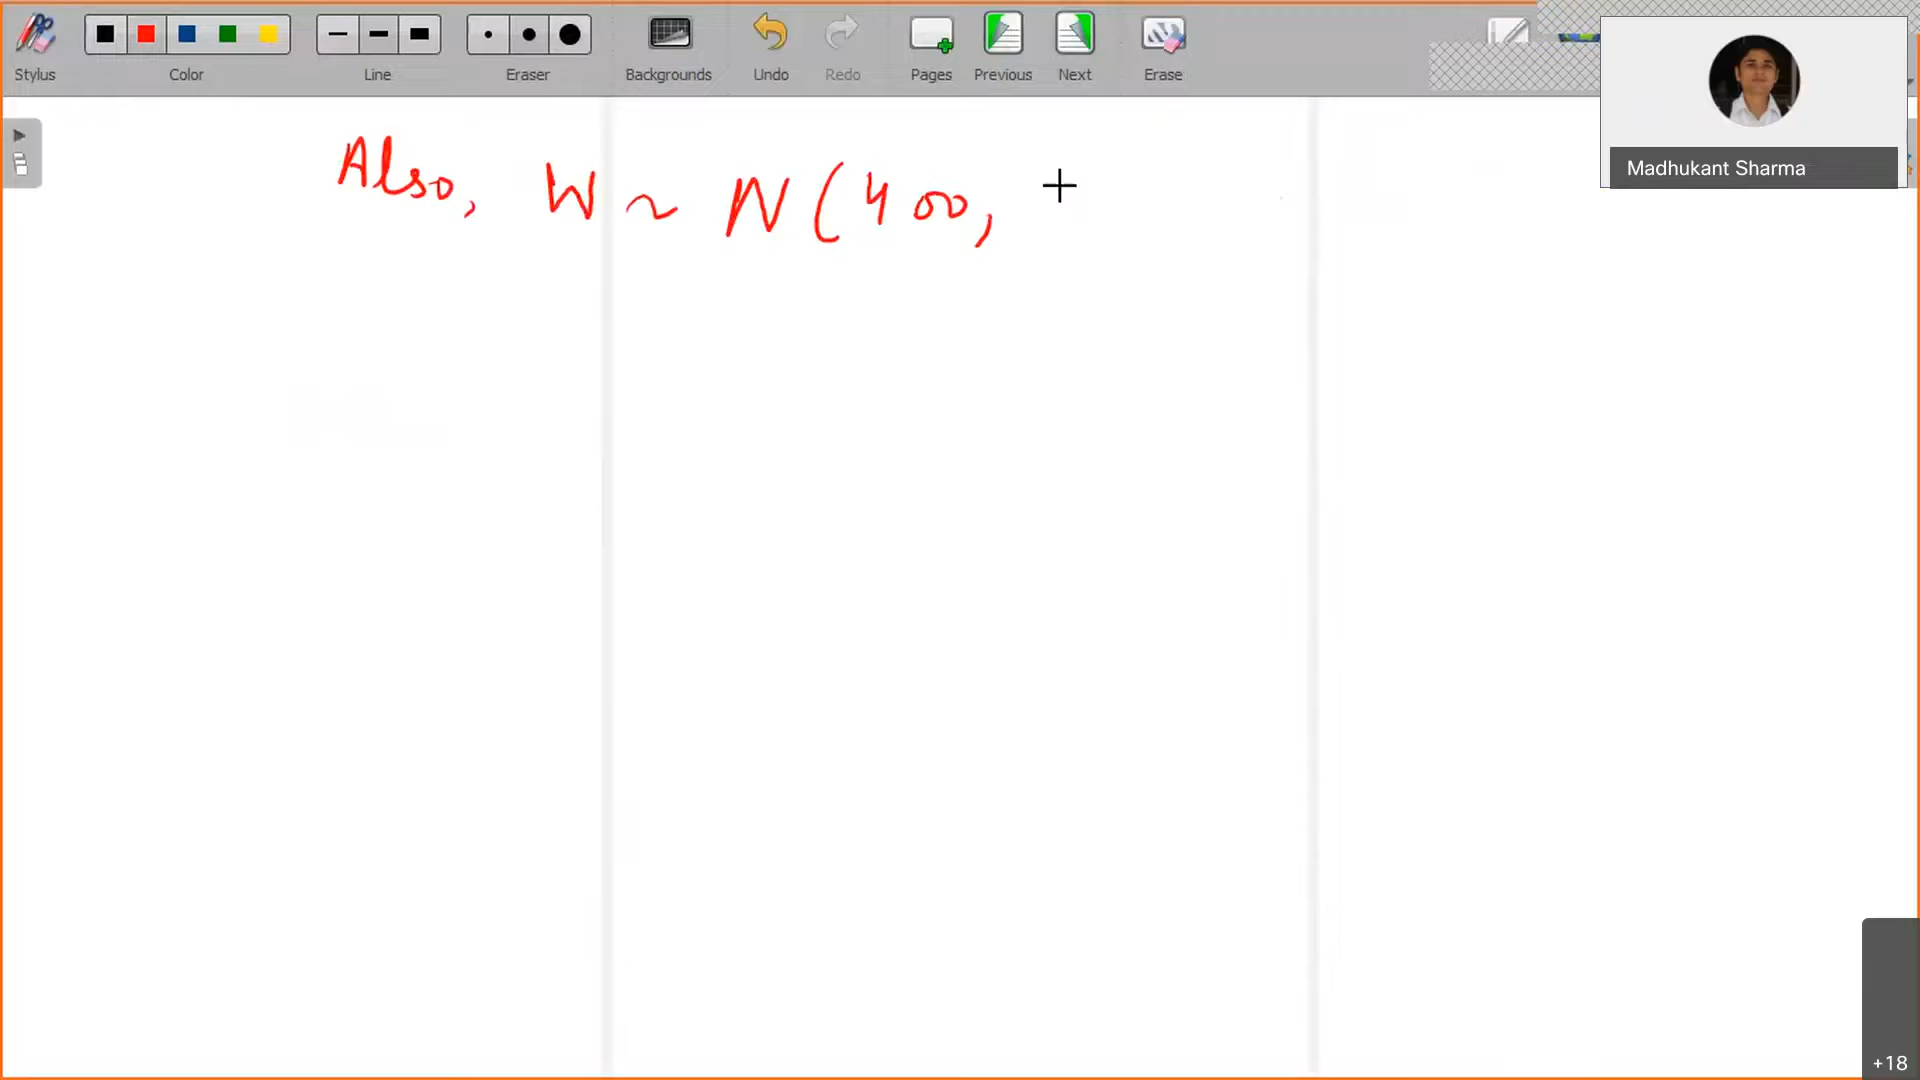 Stylus Color Line Eraser Backgrounds Undo Redo Pages Previous Next Erase
Madhukant Sharma
Also, W ~ N (400,
+18